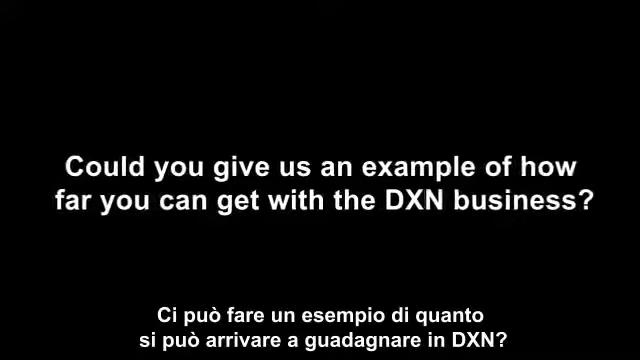 Could you give us an example of how
far you can get with the DXN business?
Ci può fare un esempio di quanto
si può arrivare a guadagnare in DXN?